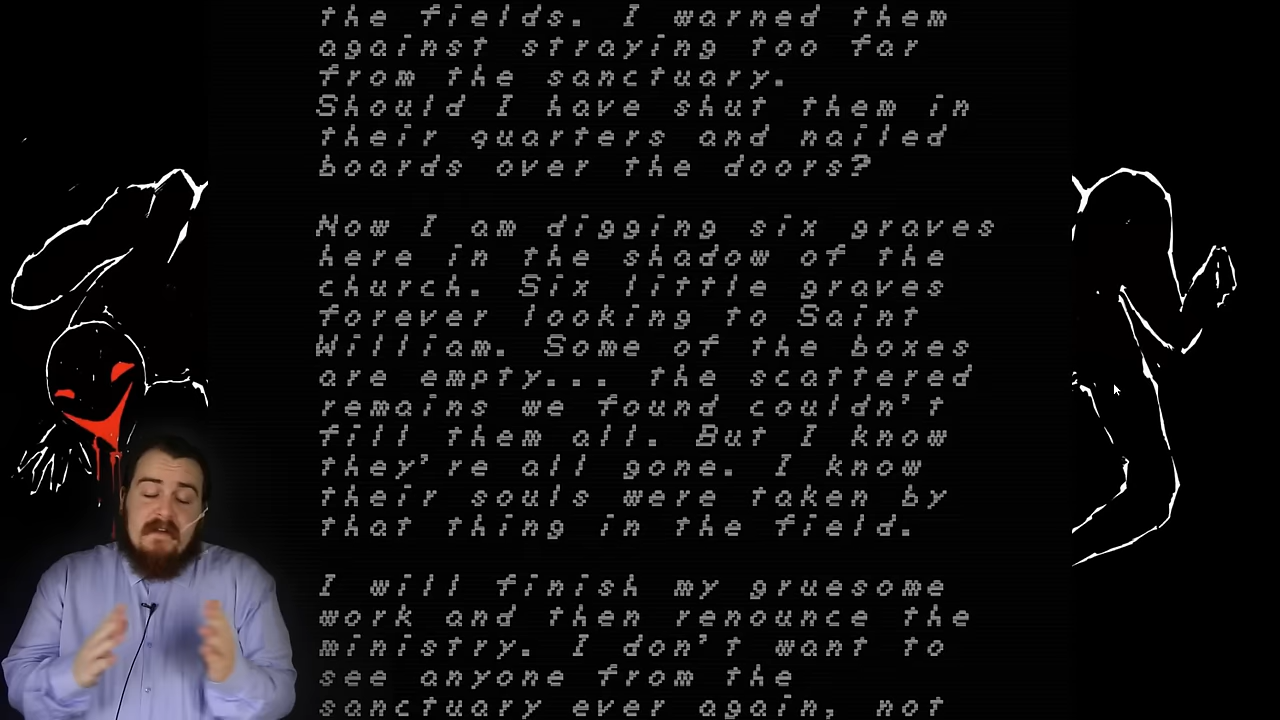 the fields. I warned them
against straying too far
from the sanctuary.
Should I have shut them in
their quarters and nailed
boards over the doors?
Now I am digging six graves
here in the shadow of the
church. Six little graves
forever looking to Saint
William. Some of the boxes
are empty... the scattered
remains we found couldn't
fill them all. But I know
they're all gone. I know
their souls were taken by
that thing in the field.
I will finish my gruesome
work and then renounce the
ministry. I don't want to
see anyone from the
sanctuary ever again, not